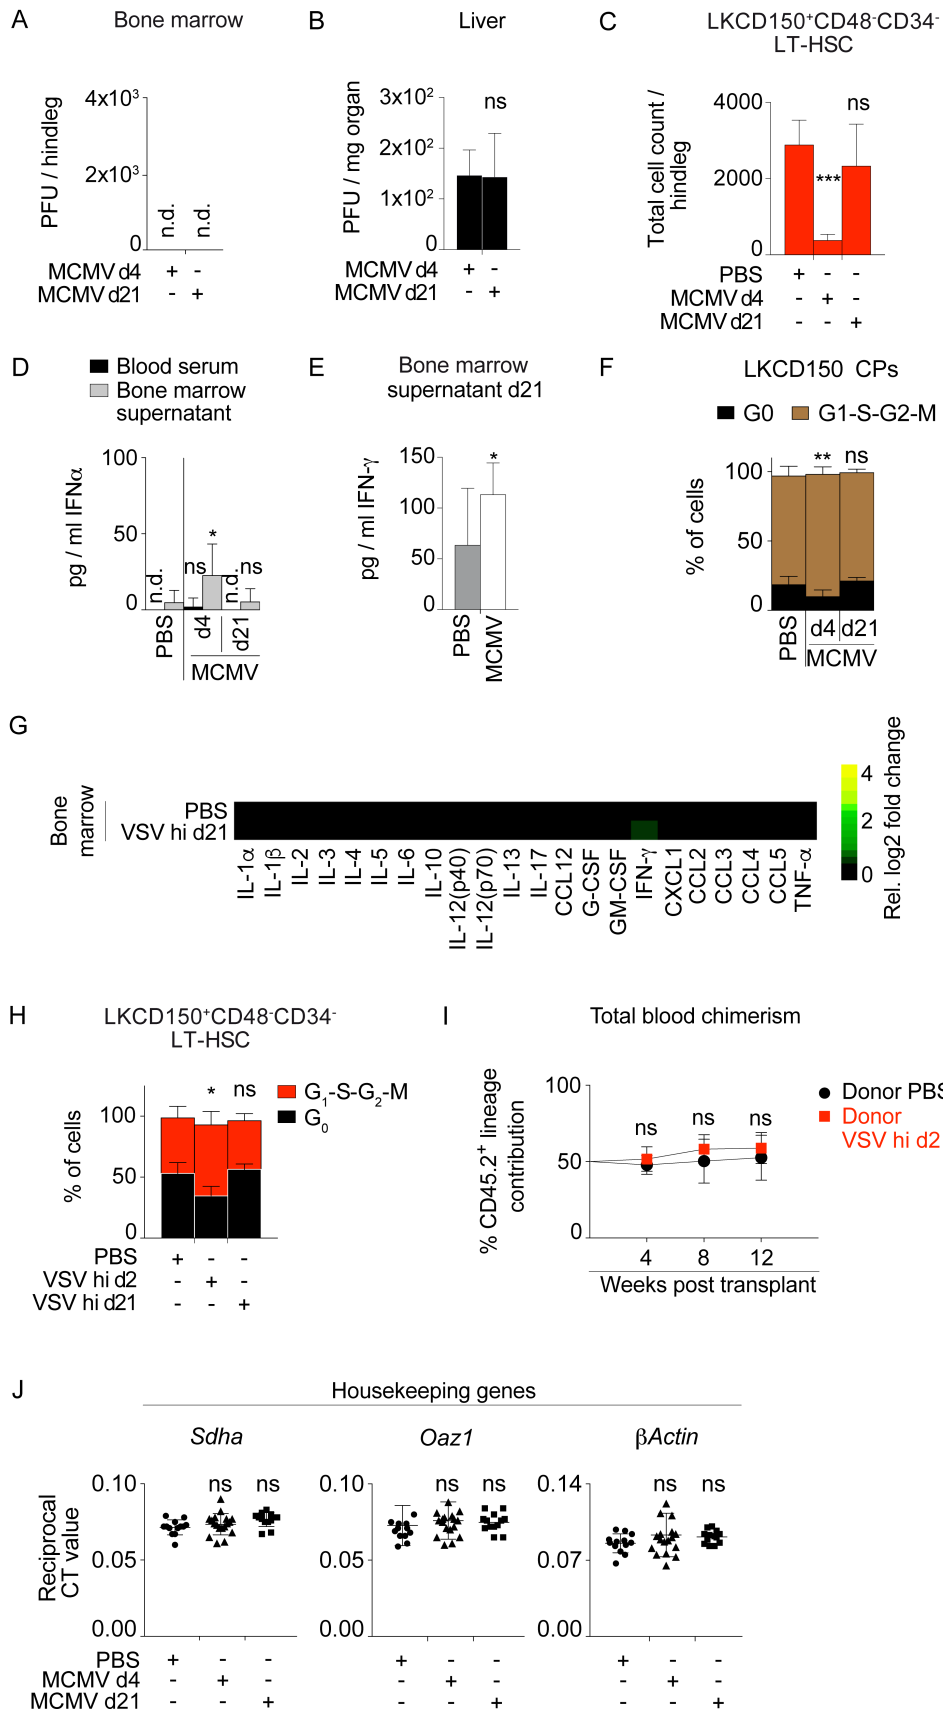 A
Bone marrow
PFU / hindleg
4x10³
2x10³
0
n.d.
n.d.
MCMV d4 + -
MCMV d21 - +
B
Liver
PFU / mg organ
3x10²
2x10²
1x10²
0
ns
MCMV d4 + -
MCMV d21 - +
C
LKCD150⁺CD48⁻CD34⁻
LT-HSC
Total cell count /
hindleg
4000
2000
0
***
ns
PBS + - -
MCMV d4 - + -
MCMV d21 - - +
D
Blood serum
Bone marrow
supernatant
pg / ml IFNα
100
50
0
n.d.
ns
*
n.d.
ns
PBS
d4
d21
MCMV
E
Bone marrow
supernatant d21
pg / ml IFN-γ
150
100
50
0
*
PBS
MCMV
F
LKCD150 CPs
G0
G1-S-G2-M
% of cells
100
50
0
**
ns
PBS
d4
d21
MCMV
G
Bone
marrow
PBS
VSV hi d21
IL-1α
IL-1β
IL-2
IL-3
IL-4
IL-5
IL-6
IL-10
IL-12(p40)
IL-12(p70)
IL-13
IL-17
CCL12
G-CSF
GM-CSF
IFN-γ
CXCL1
CCL2
CCL3
CCL4
CCL5
TNF-α
4
2
0
Rel. log2 fold change
H
LKCD150⁺CD48⁻CD34⁻
LT-HSC
G₁-S-G₂-M
G₀
% of cells
100
50
0
*
ns
PBS + - -
VSV hi d2 - + -
VSV hi d21 - - +
I
Total blood chimerism
% CD45.2⁺ lineage
contribution
100
50
0
ns
ns
ns
Donor PBS
Donor
VSV hi d2
4
8
12
Weeks post transplant
J
Housekeeping genes
Sdha
Oaz1
βActin
Reciprocal
CT value
0.10
0.05
0.00
ns
ns
0.10
0.05
0.00
ns
ns
0.14
0.07
0.00
ns
ns
PBS + - - + - - + - -
MCMV d4 - + - - + - - + -
MCMV d21 - - + - - + - - +